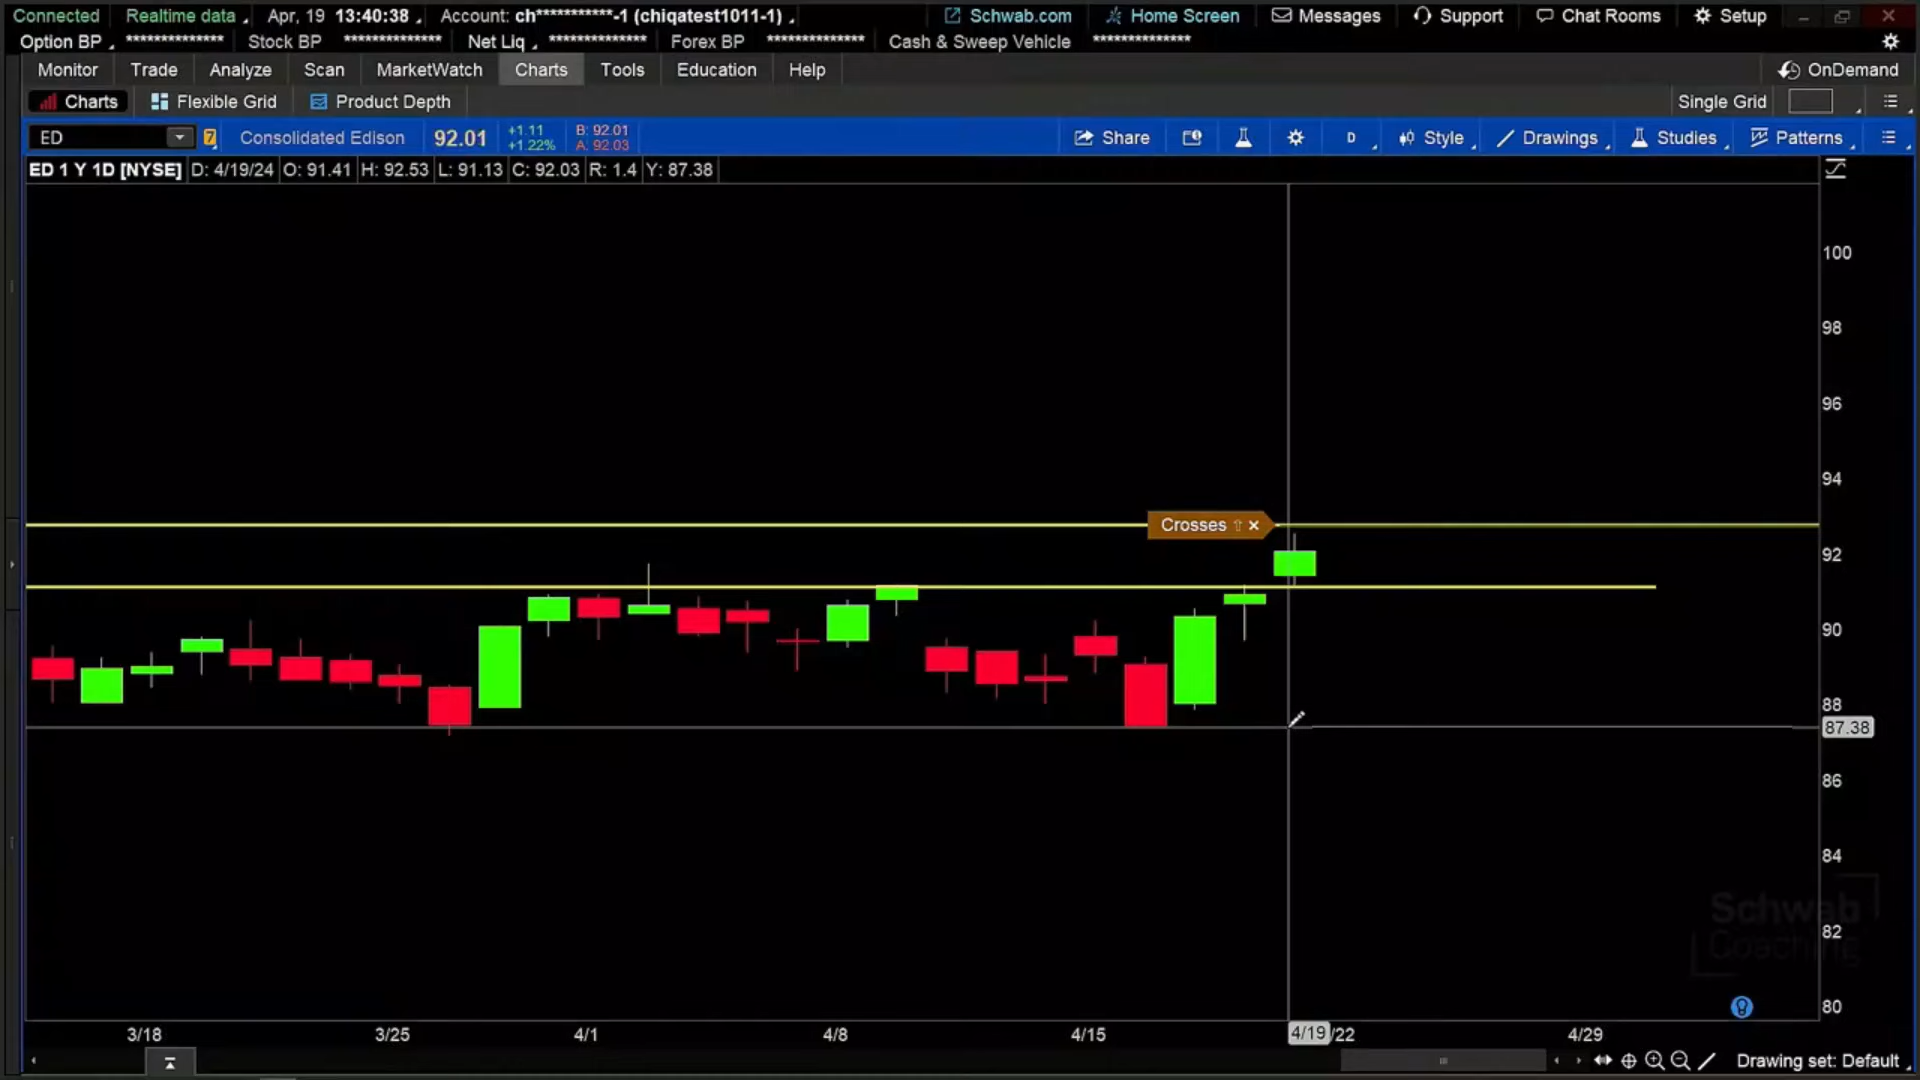 Connected Realtime data Apr, 19 13:40:38 Account: ch***********-1 (chiqatest1011-1) Schwab.com Home Screen Messages Support Chat Rooms Setup
Option BP ************** Stock BP ************** Net Liq ************** Forex BP ************** Cash & Sweep Vehicle **************
Monitor Trade Analyze Scan MarketWatch Charts Tools Education Help OnDemand
Charts Flexible Grid Product Depth Single Grid
ED 7 Consolidated Edison 92.01 +1.11 +1.22% B: 92.01 A: 92.03 Share D Style Drawings Studies Patterns
ED 1 Y 1D [NYSE] D: 4/19/24 O: 91.41 H: 92.53 L: 91.13 C: 92.03 R: 1.4 Y: 87.38
100
98
96
94
Crosses
92
90
88
87.38
86
84
Schwab
82
Coaching
80
3/18 3/25 4/1 4/8 4/15 4/19 /22 4/29
Drawing set: Default